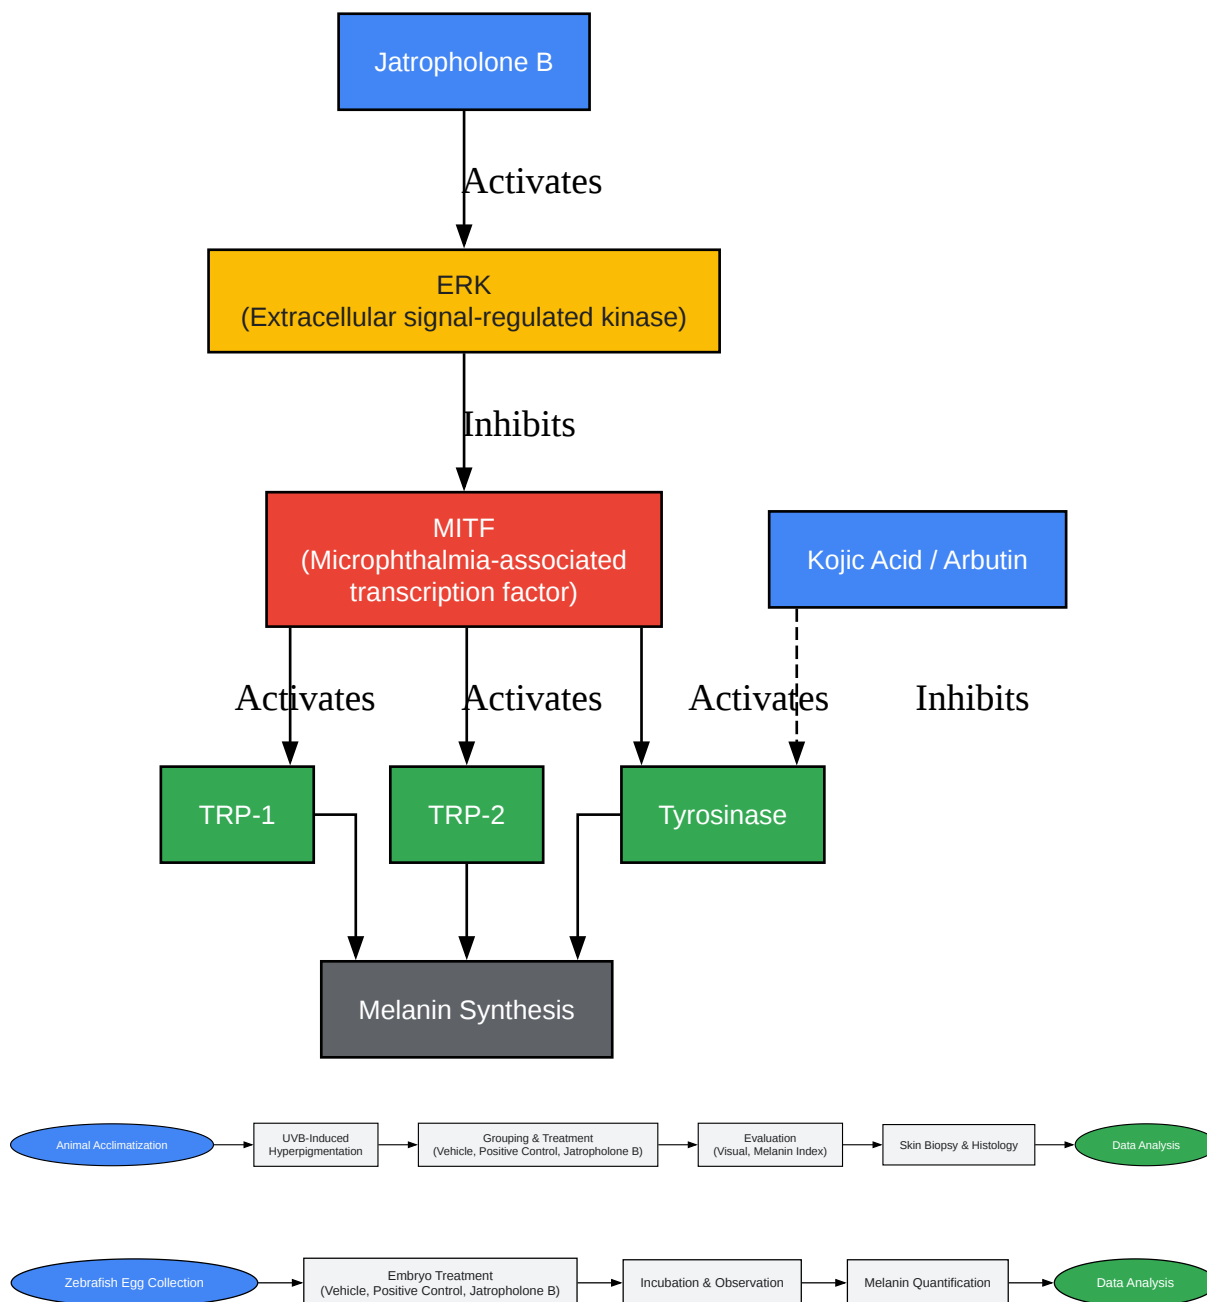 Jatropholone B
Activates
ERK
(Extracellular signal-regulated kinase)
Inhibits
MITF
(Microphthalmia-associated
transcription factor)
Kojic Acid / Arbutin
Activates
Activates
Activates
Inhibits
TRP-1
TRP-2
Tyrosinase
Melanin Synthesis
Animal Acclimatization
UVB-Induced
Hyperpigmentation
Grouping & Treatment
(Vehicle, Positive Control, Jatropholone B)
Evaluation
(Visual, Melanin Index)
Skin Biopsy & Histology
Data Analysis
Zebrafish Egg Collection
Embryo Treatment
(Vehicle, Positive Control, Jatropholone B)
Incubation & Observation
Melanin Quantification
Data Analysis